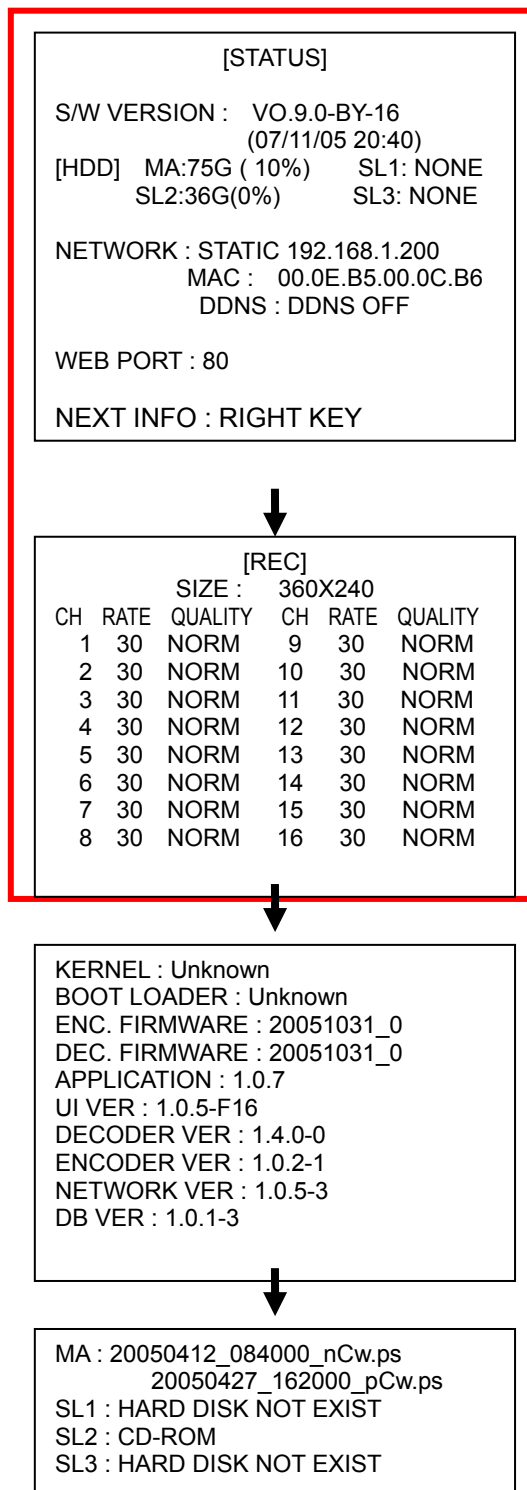 [STATUS]
S/W VERSION : VO.9.0-BY-16
(07/11/05 20:40)
[HDD] MA:75G ( 10%) SL1: NONE
SL2:36G(0%) SL3: NONE
NETWORK : STATIC 192.168.1.200
MAC : 00.0E.B5.00.0C.B6
DDNS : DDNS OFF
WEB PORT : 80
NEXT INFO : RIGHT KEY
[REC]
SIZE : 360X240
CH RATE QUALITY CH RATE QUALITY
1 30 NORM 9 30 NORM
2 30 NORM 10 30 NORM
3 30 NORM 11 30 NORM
4 30 NORM 12 30 NORM
5 30 NORM 13 30 NORM
6 30 NORM 14 30 NORM
7 30 NORM 15 30 NORM
8 30 NORM 16 30 NORM
KERNEL : Unknown
BOOT LOADER : Unknown
ENC. FIRMWARE : 20051031_0
DEC. FIRMWARE : 20051031_0
APPLICATION : 1.0.7
UI VER : 1.0.5-F16
DECODER VER : 1.4.0-0
ENCODER VER : 1.0.2-1
NETWORK VER : 1.0.5-3
DB VER : 1.0.1-3
MA : 20050412_084000_nCw.ps
20050427_162000_pCw.ps
SL1 : HARD DISK NOT EXIST
SL2 : CD-ROM
SL3 : HARD DISK NOT EXIST